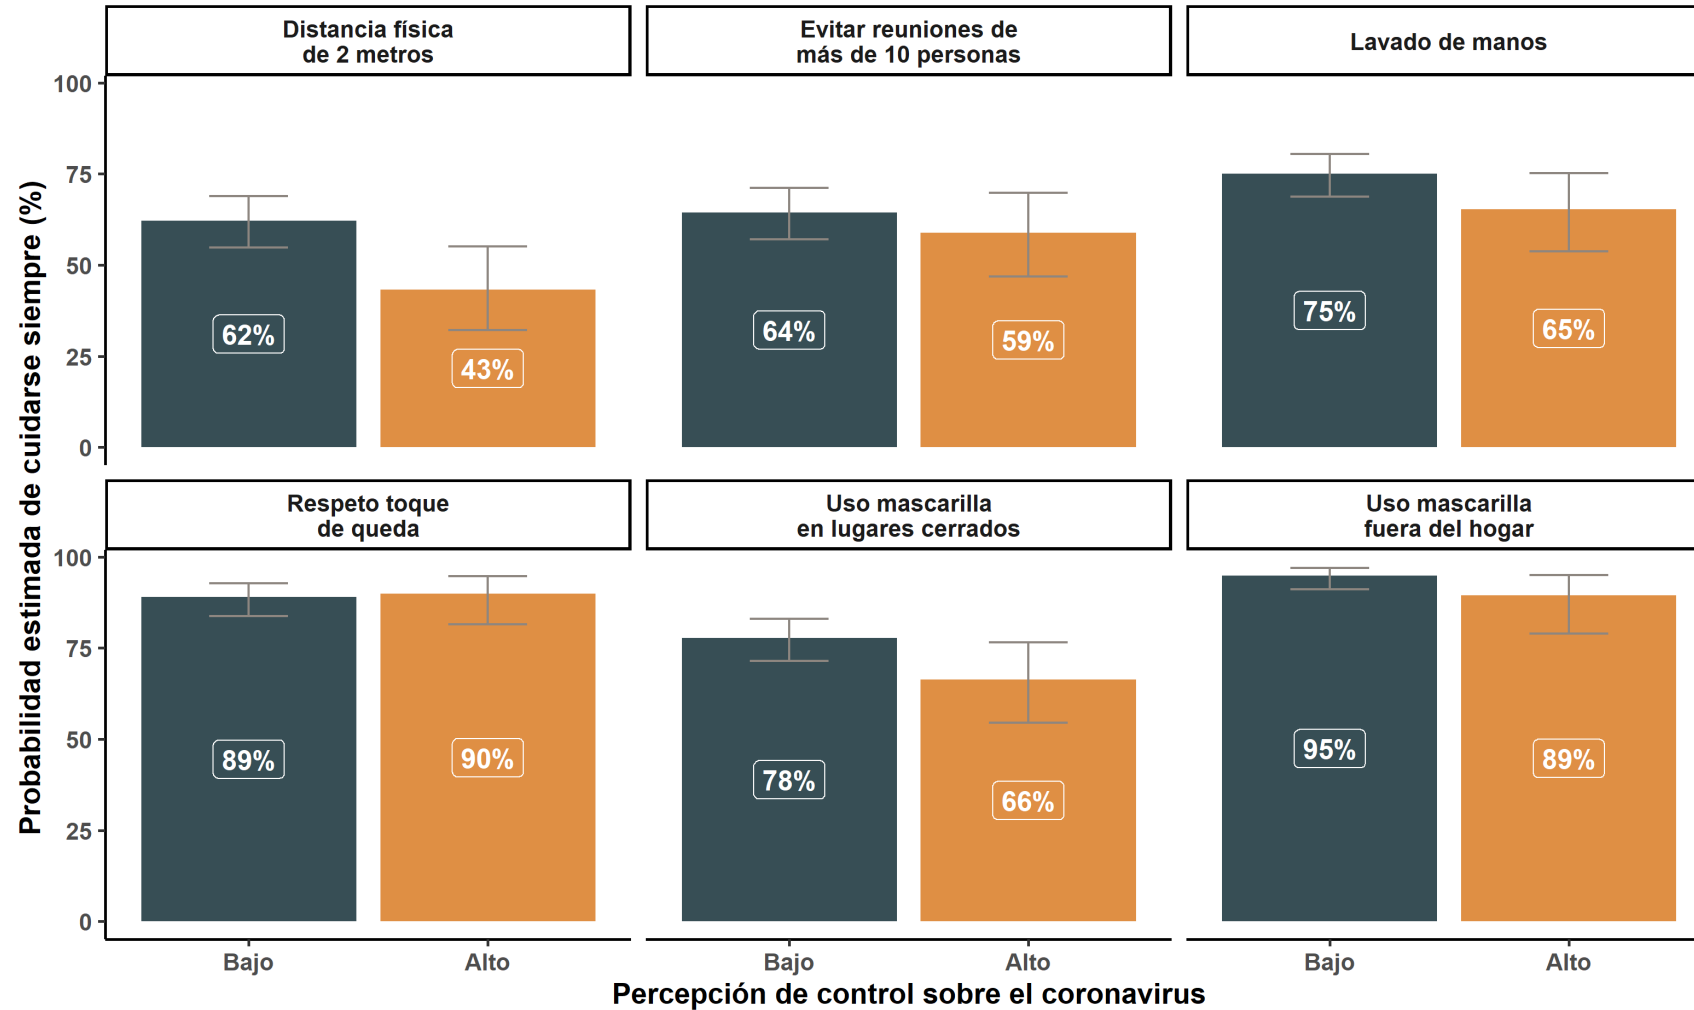 Distancia física
de 2 metros
Evitar reuniones de
más de 10 personas
Lavado de manos
100
75
50
25
0
62%
43%
64%
59%
75%
65%
Respeto toque
de queda
Uso mascarilla
en lugares cerrados
Uso mascarilla
fuera del hogar
100
75
50
25
0
89%
90%
78%
66%
95%
89%
Bajo
Alto
Bajo
Alto
Bajo
Alto
Percepción de control sobre el coronavirus
Probabilidad estimada de cuidarse siempre (%)